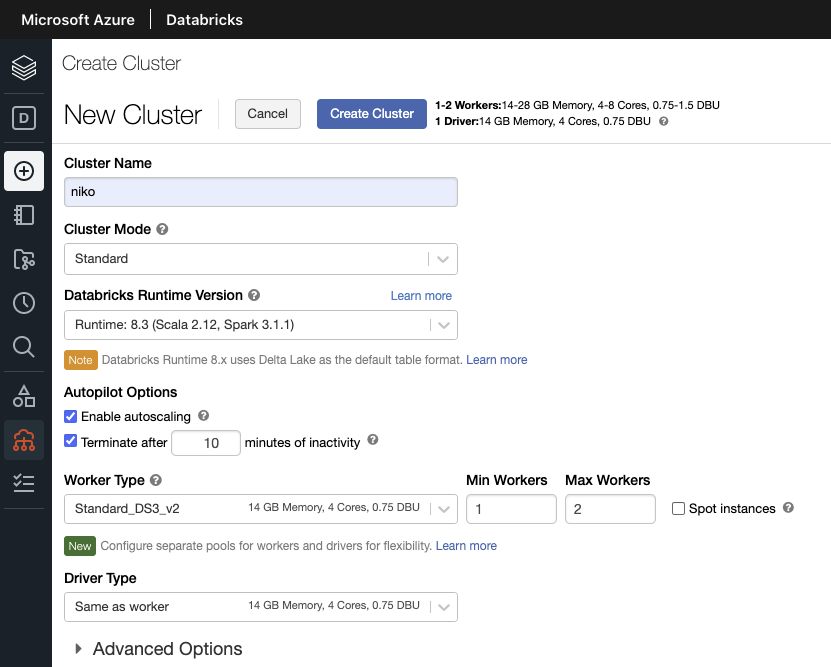 Microsoft Azure | Databricks
Create Cluster
New Cluster
Cancel
Create Cluster
1-2 Workers:14-28 GB Memory, 4-8 Cores, 0.75-1.5 DBU
1 Driver:14 GB Memory, 4 Cores, 0.75 DBU ?
D
Cluster Name
niko
Cluster Mode ?
Standard
Databricks Runtime Version ? Learn more
Runtime: 8.3 (Scala 2.12, Spark 3.1.1)
Note Databricks Runtime 8.x uses Delta Lake as the default table format. Learn more
Autopilot Options
Enable autoscaling ?
Terminate after 10 minutes of inactivity ?
Worker Type ? Min Workers Max Workers
Standard_DS3_v2 14 GB Memory, 4 Cores, 0.75 DBU 1 2 Spot instances ?
New Configure separate pools for workers and drivers for flexibility. Learn more
Driver Type
Same as worker 14 GB Memory, 4 Cores, 0.75 DBU
Advanced Options